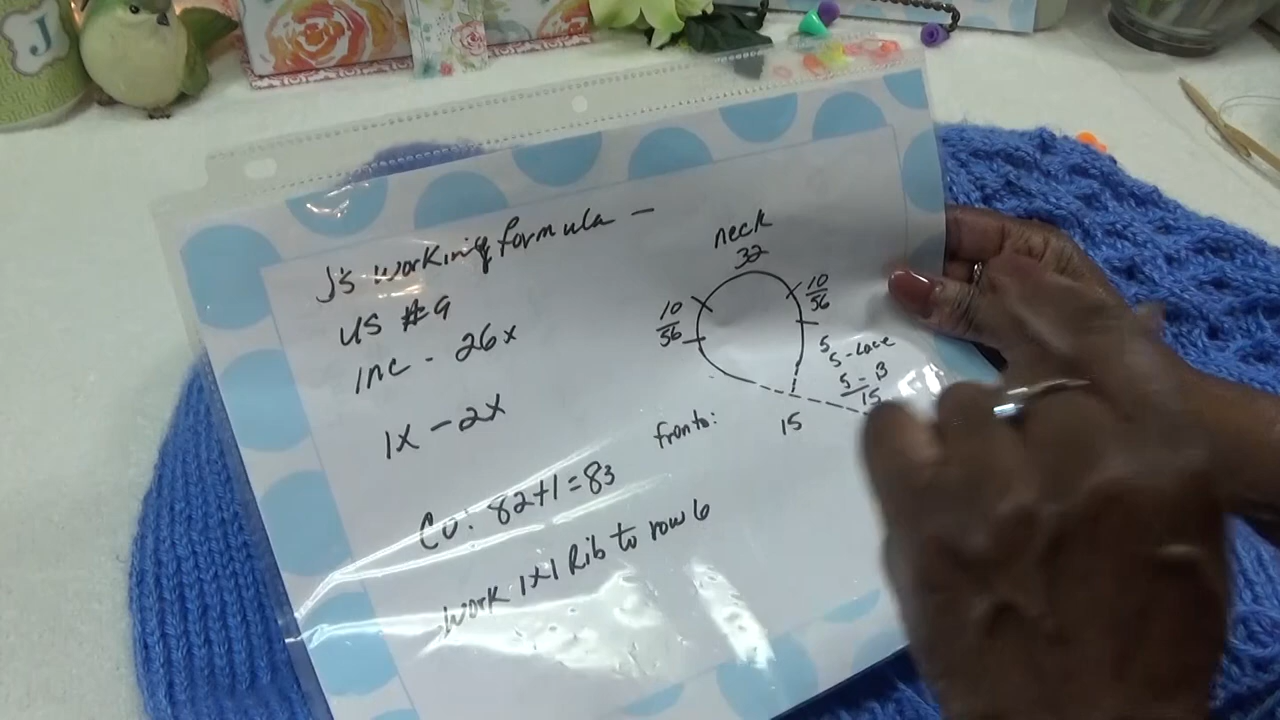 J
J's working formula —
US #9
inc - 26x
1x - 2x
CO: 82+1=83
Work 1x1 Rib to row 6
neck
32
10
56
10
56
5
5-Lace
5-B
15
fronts:
15